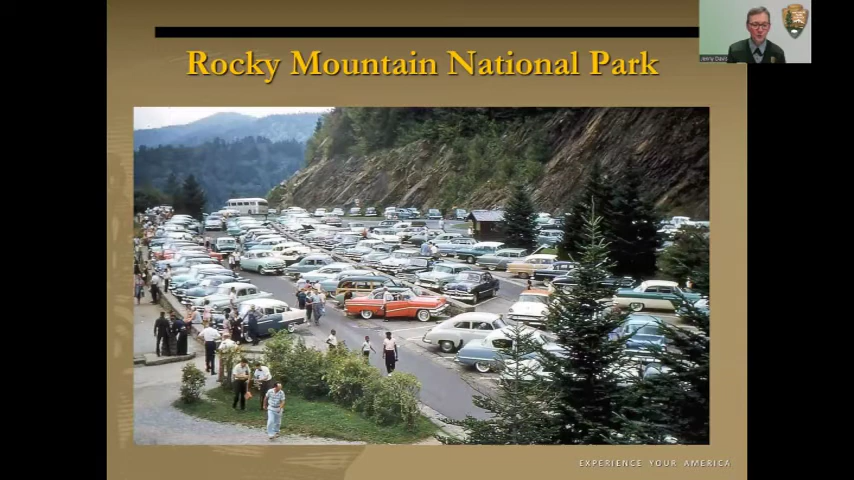 Rocky Mountain National Park
EXPERIENCE YOUR AMERICA